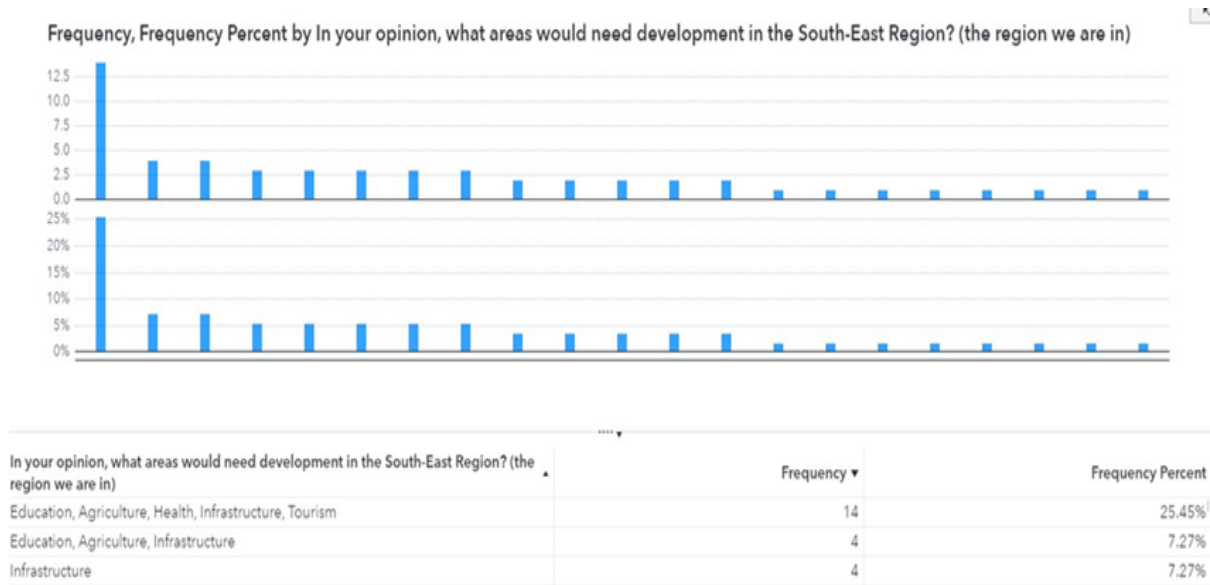 Frequency, Frequency Percent by In your opinion, what areas would need development in the South-East Region? (the region we are in)
12.5
10.0
7.5
5.0
2.5
0.0
25%
20%
15%
10%
5%
0%
In your opinion, what areas would need development in the South-East Region? (the
region we are in)
Frequency
Frequency Percent
Education, Agriculture, Health, Infrastructure, Tourism 14 25.45%
Education, Agriculture, Infrastructure 4 7.27%
Infrastructure 4 7.27%